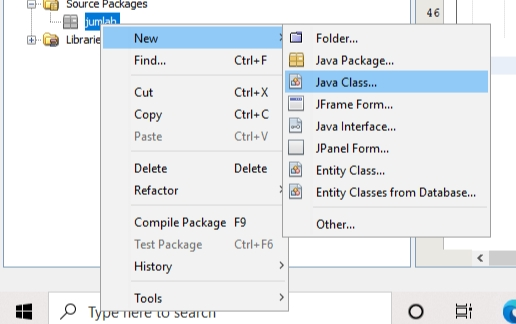 Source Packages
46
jumlah
Libraries
New
Find... Ctrl+F
Cut Ctrl+X
Copy Ctrl+C
Paste Ctrl+V
Delete Delete
Refactor
Compile Package F9
Test Package Ctrl+F6
History
Tools
Folder...
Java Package...
Java Class...
JFrame Form...
Java Interface...
JPanel Form...
Entity Class...
Entity Classes from Database...
Other...
Type here to search